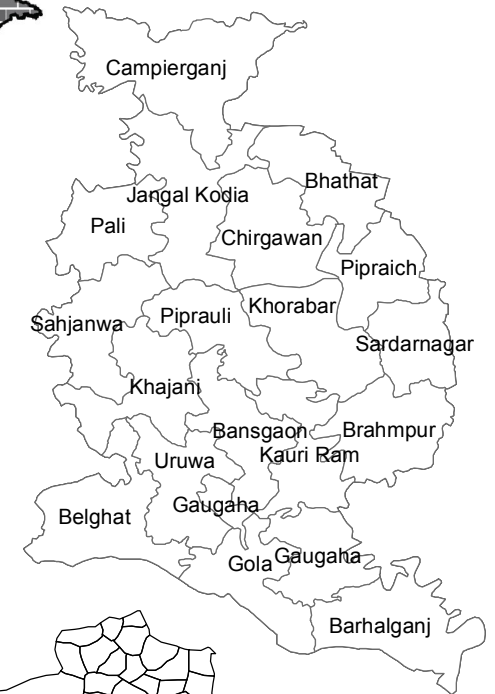 Campierganj
Bhathat
Jangal Kodia
Pali
Chirgawan
Pipraich
Khorabar
Piprauli
Sahjanwa
Sardarnagar
Khajani
Bansgaon
Brahmpur
Kauri Ram
Uruwa
Gaugaha
Belghat
Gola
Gaugaha
Barhalganj